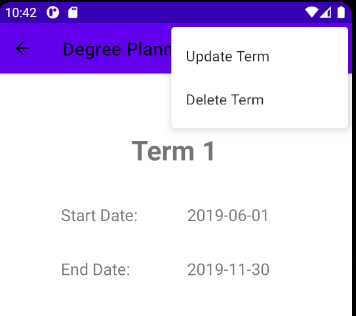 10:42
Degree Plann
Update Term
Delete Term
Term 1
Start Date: 2019-06-01
End Date: 2019-11-30